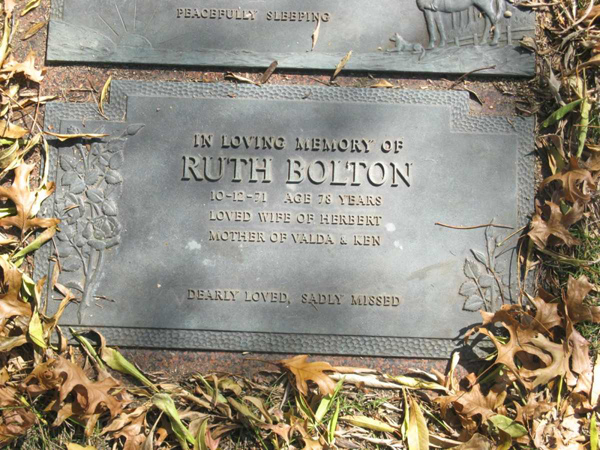 PEACEFULLY SLEEPING
IN LOVING MEMORY OF
RUTH BOLTON
10-12-71 AGE 78 YEARS
LOVED WIFE OF HERBERT
MOTHER OF VALDA & KEN
DEARLY LOVED, SADLY MISSED